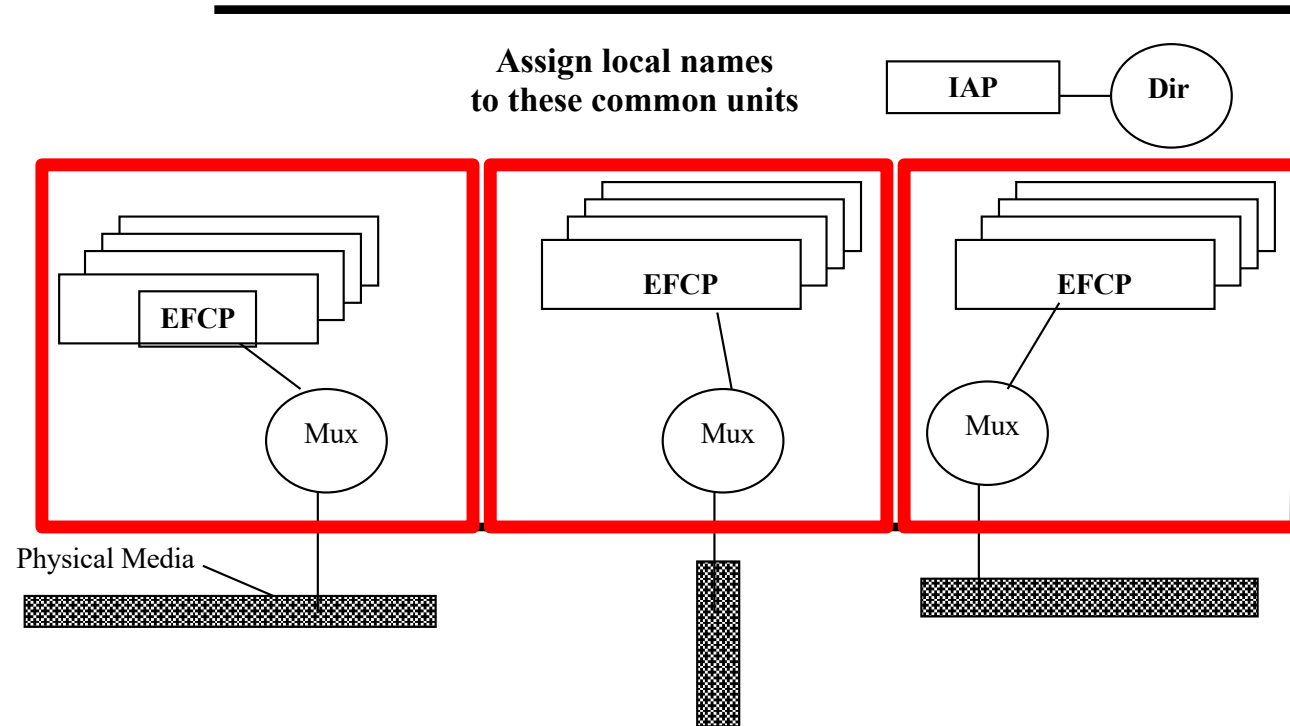 Assign local names
to these common units
IAP
Dir
EFCP
EFCP
EFCP
Mux
Mux
Mux
Physical Media